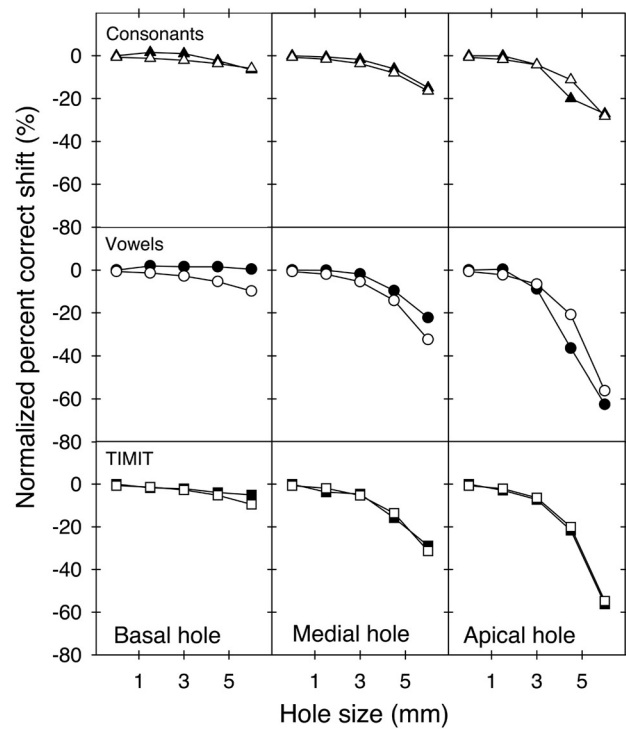 Consonants
0
-20
-40
-60
-80
Vowels
0
-20
-40
-60
-80
TIMIT
0
-20
-40
-60
-80
Basal hole
Medial hole
Apical hole
1 3 5 1 3 5 1 3 5
Hole size (mm)
Normalized percent correct shift (%)